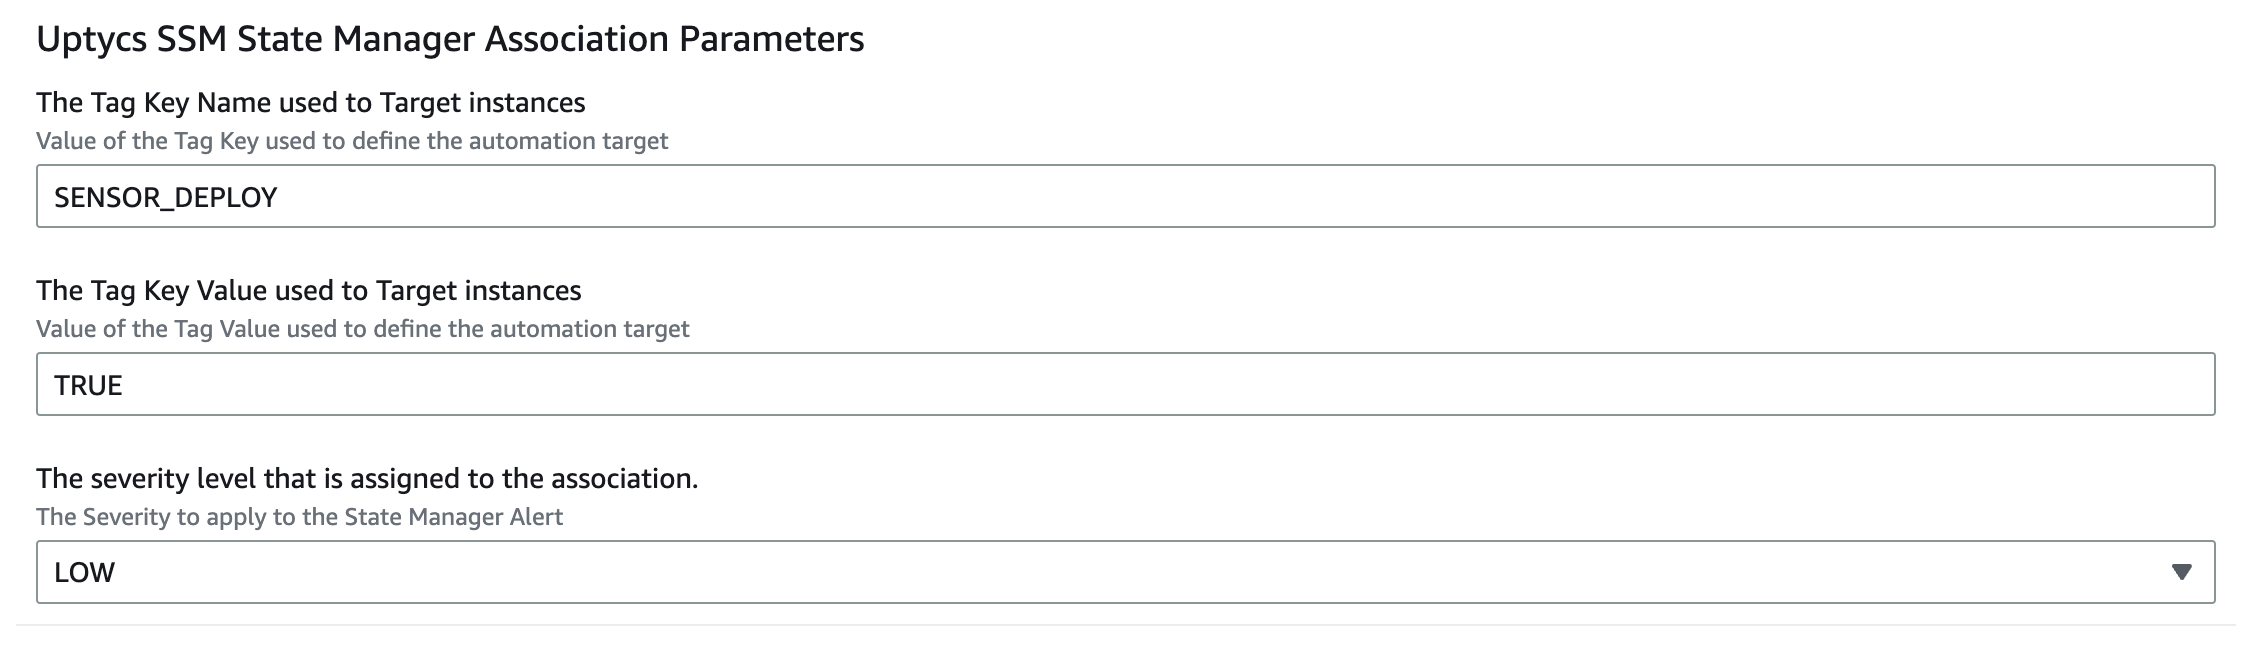 Uptycs SSM State Manager Association Parameters
The Tag Key Name used to Target instances
Value of the Tag Key used to define the automation target
SENSOR_DEPLOY
The Tag Key Value used to Target instances
Value of the Tag Value used to define the automation target
TRUE
The severity level that is assigned to the association.
The Severity to apply to the State Manager Alert
LOW